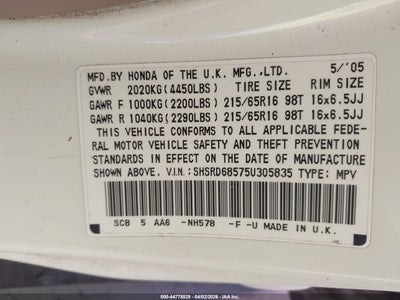 MFD.BY HONDA OF THE U.K. MFG.,LTD. 5/'05
GVWR 2020KG(4450LBS) TIRE SIZE RIM SIZE
GAWR F 1000KG(2200LBS) 215/65R16 98T 16x6.5JJ
GAWR R 1040KG(2290LBS) 215/65R16 98T 16x6.5JJ
THIS VEHICLE CONFORMS TO ALL APPLICABLE FEDE-
RAL MOTOR VEHICLE SAFETY AND THEFT PREVENTION
STANDARDS IN EFFECT ON THE DATE OF MANUFACTURE
SHOWN ABOVE. V.I.N.: SHSRD68575U305835 TYPE: MPV
SCB 5 AA6 -NH578 -F -U MADE IN U.K.
000-44778528 - 04/02/2026 - IAA Inc.